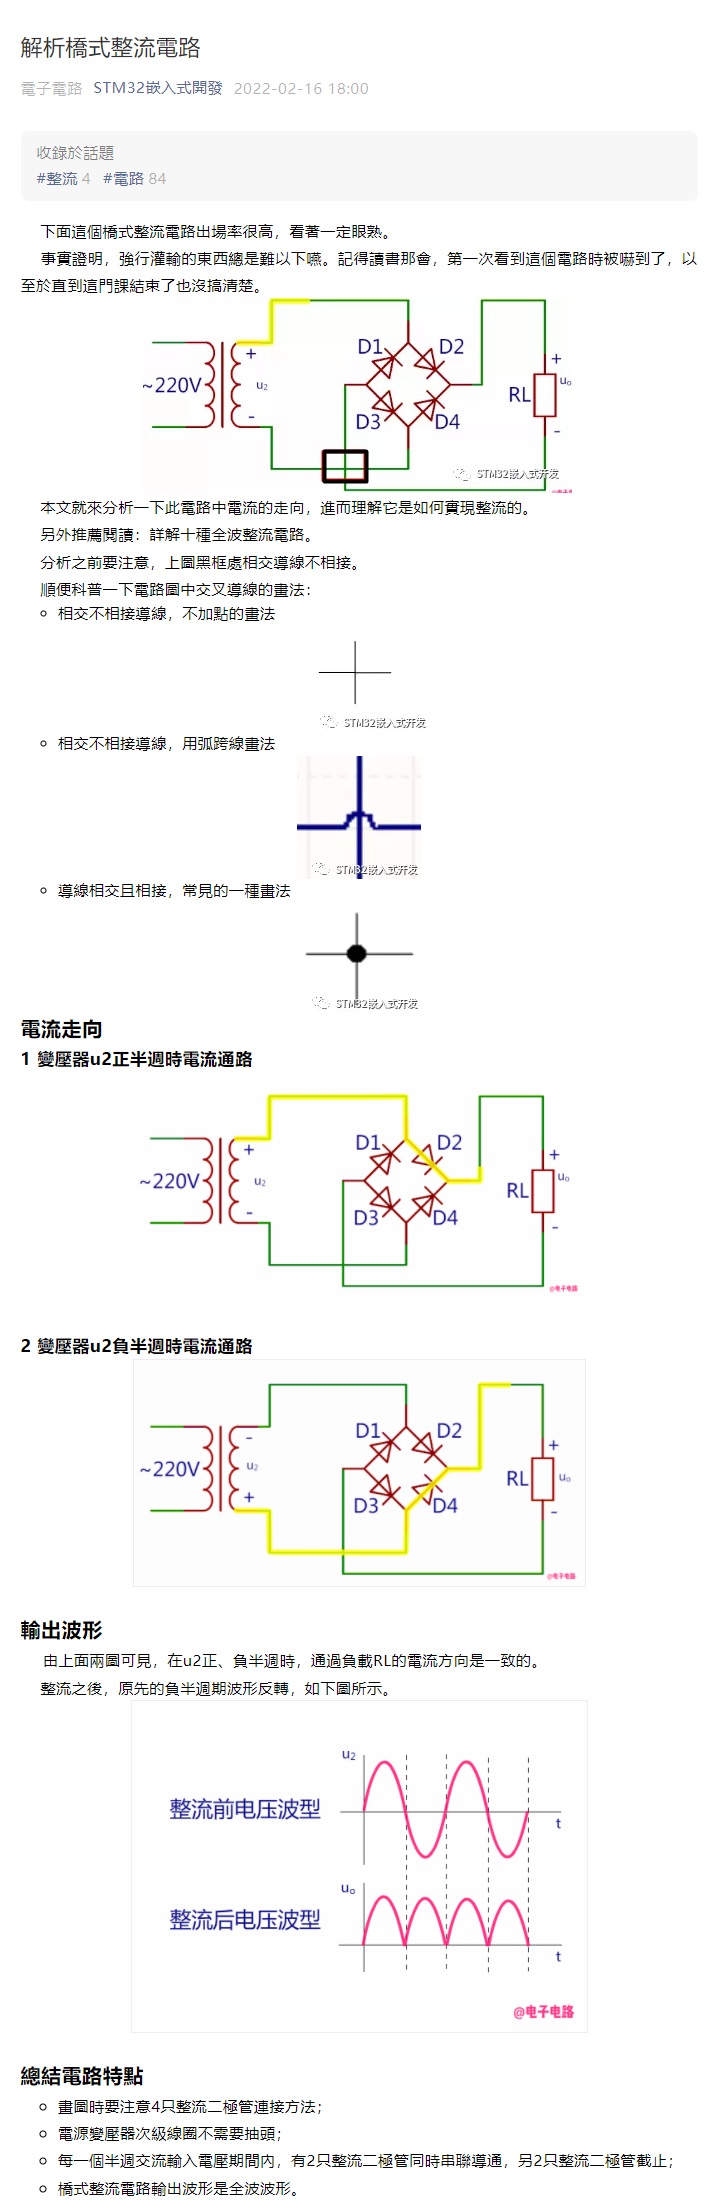 解析橋式整流電路
電子電路 STM32嵌入式開發 2022-02-16 18:00
收錄於話題
#整流 4 #電路 84
下面這個橋式整流電路出場率很高，看著一定眼熟。
事實證明，強行灌輸的東西總是難以下嚥。記得讀書那會，第一次看到這個電路時被嚇到了，以
至於直到這門課結束了也沒搞清楚。
D1 D2
+
~220V u2
+
RL uo
-
D3 D4
-
STM32嵌入式开发
@电子电路
本文就來分析一下此電路中電流的走向，進而理解它是如何實現整流的。
另外推薦閱讀：詳解十種全波整流電路。
分析之前要注意，上圖黑框處相交導線不相接。
順便科普一下電路圖中交叉導線的畫法：
相交不相接導線，不加點的畫法
STM32嵌入式开发
相交不相接導線，用弧跨線畫法
STM32嵌入式开发
導線相交且相接，常見的一種畫法
STM32嵌入式开发
電流走向
1 變壓器u2正半週時電流通路
D1 D2
+
~220V u2
+
RL uo
-
D3 D4
-
@电子电路
2 變壓器u2負半週時電流通路
D1 D2
-
~220V u2
+
RL uo
+
D3 D4
-
@电子电路
輸出波形
由上面兩圖可見，在u2正、負半週時，通過負載RL的電流方向是一致的。
整流之後，原先的負半週期波形反轉，如下圖所示。
u2
整流前电压波型
t
uo
整流后电压波型
t
@电子电路
總結電路特點
畫圖時要注意4只整流二極管連接方法；
電源變壓器次級線圈不需要抽頭；
每一個半週交流輸入電壓期間內，有2只整流二極管同時串聯導通，另2只整流二極管截止；
橋式整流電路輸出波形是全波波形。